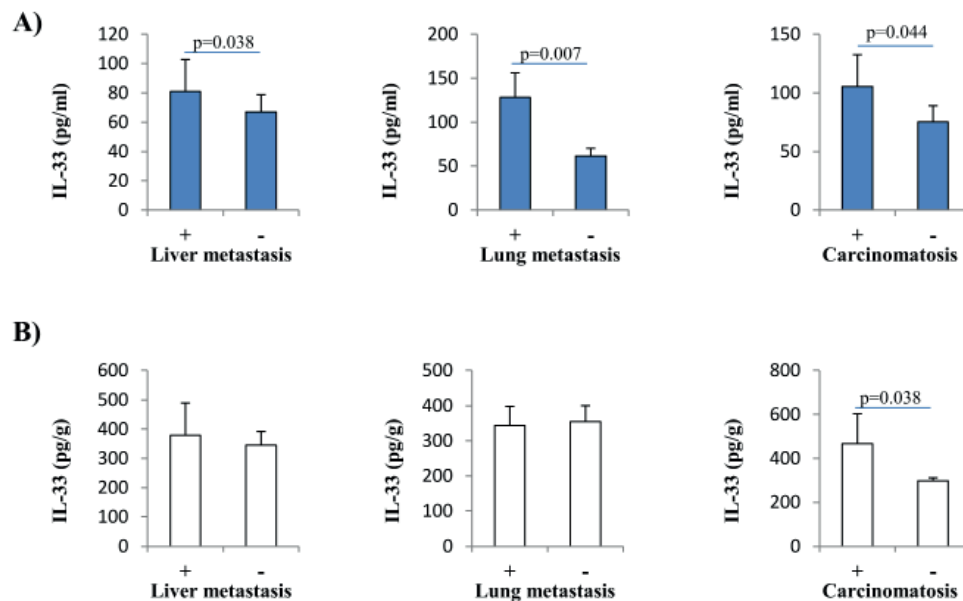 A)
IL-33 (pg/ml)
120
100
80
60
40
20
0
p=0.038
+ -
Liver metastasis
IL-33 (pg/ml)
200
150
100
50
0
p=0.007
+ -
Lung metastasis
IL-33 (pg/ml)
150
100
50
0
p=0.044
+ -
Carcinomatosis
B)
IL-33 (pg/g)
600
500
400
300
200
100
0
+ -
Liver metastasis
IL-33 (pg/g)
500
400
300
200
100
0
+ -
Lung metastasis
IL-33 (pg/g)
800
600
400
200
0
p=0.038
+ -
Carcinomatosis